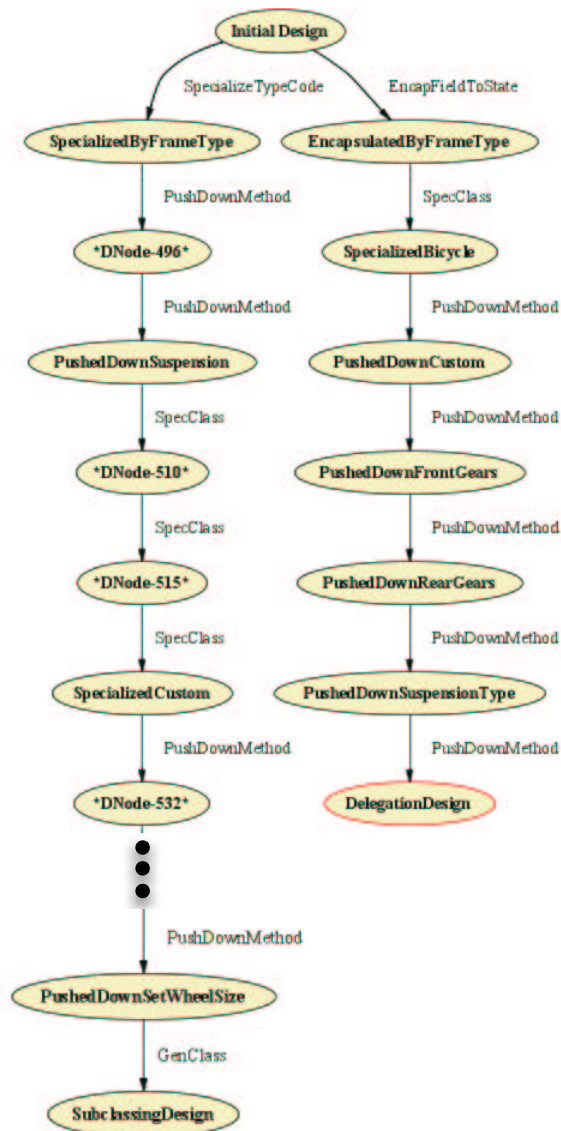 Initial Design
SpecializeTypeCode EncapFieldToState
SpecializedByFrameType EncapsulatedByFrameType
PushDownMethod SpecClass
*DNode-496* SpecializedBicycle
PushDownMethod PushDownMethod
PushedDownSuspension PushedDownCustom
SpecClass PushDownMethod
*DNode-510* PushedDownFrontGears
SpecClass PushDownMethod
*DNode-515* PushedDownRearGears
SpecClass PushDownMethod
SpecializedCustom PushedDownSuspensionType
PushDownMethod PushDownMethod
*DNode-532* DelegationDesign
PushDownMethod
PushedDownSetWheelSize
GenClass
SubclassingDesign